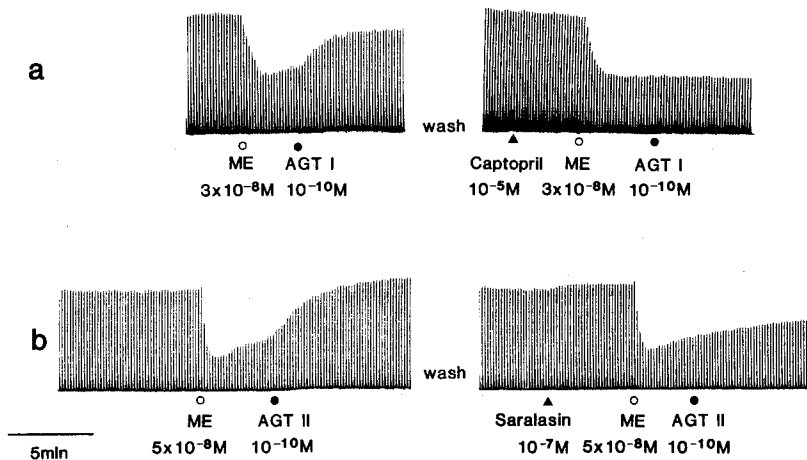 a
wash
ME AGT I
3x10⁻⁸M 10⁻¹⁰M
Captopril ME AGT I
10⁻⁵M 3x10⁻⁸M 10⁻¹⁰M
b
wash
ME AGT II
5x10⁻⁸M 10⁻¹⁰M
Saralasin ME AGT II
10⁻⁷M 5x10⁻⁸M 10⁻¹⁰M
5min